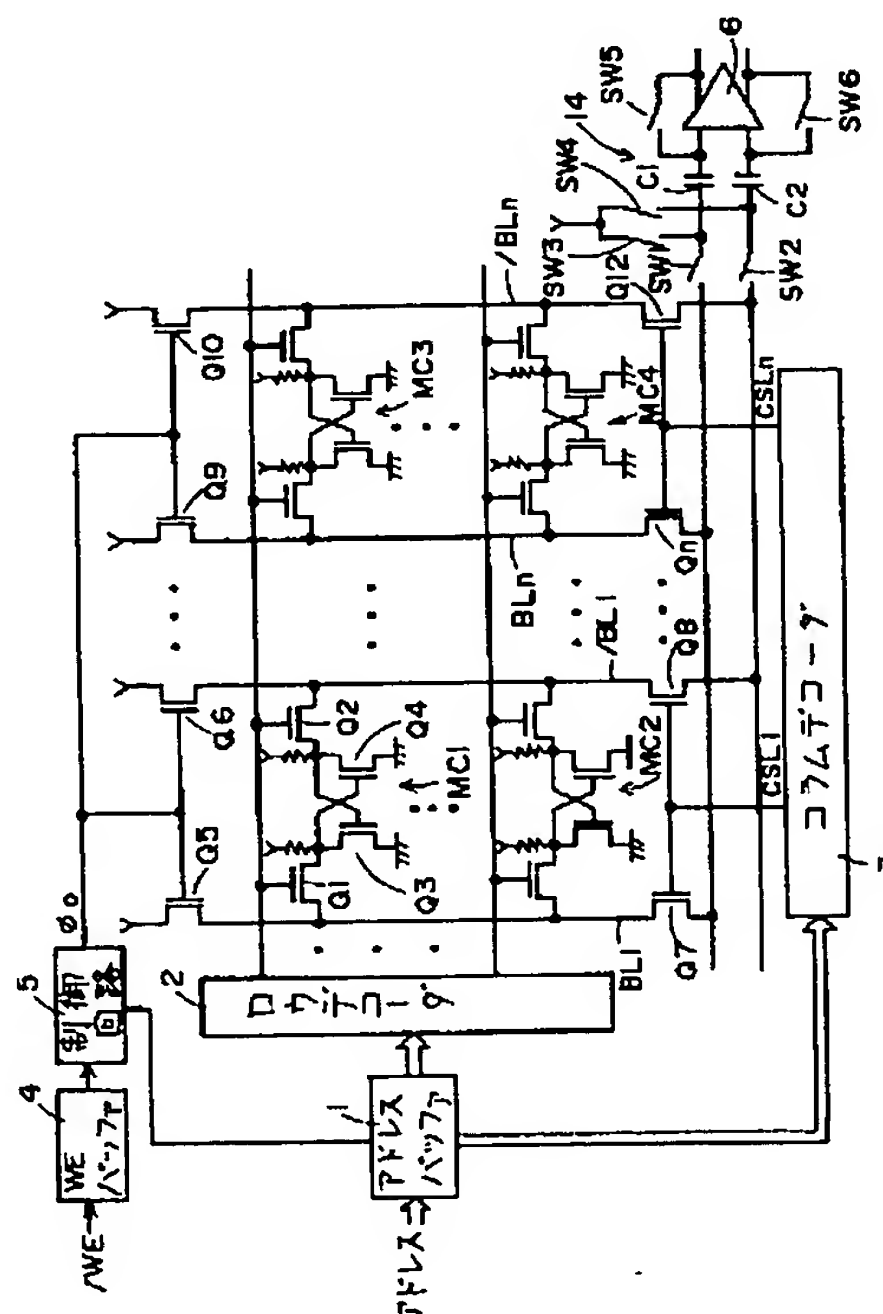 /WE
WE
バッファ
4
制御
回路
5
φ0
アドレス
アドレス
バッファ
1
ロウデコーダ
2
Q5
Q6
Q9
Q10
Q1
Q2
Q3
Q4
MC1
MC3
MC2
MC4
BL1
/BL1
BLn
/BLn
Q7
Q8
Qn
Q12
CSL1
CSLn
コラムデコーダ
7
SW3
SW4
SW1
SW2
14
C1
C2
SW5
SW6
8